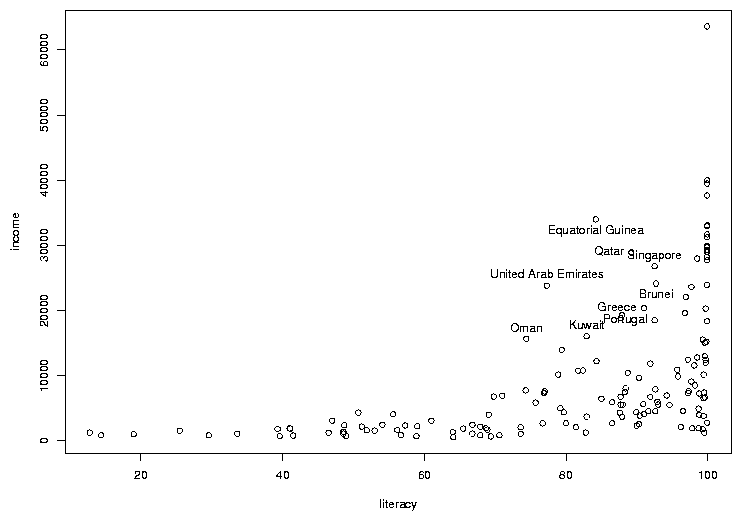 60000
50000
40000
30000
20000
10000
0
income
Equatorial Guinea
Qatar
Singapore
United Arab Emirates
Brunei
Greece
Portugal
Kuwait
Oman
20
40
60
80
100
literacy